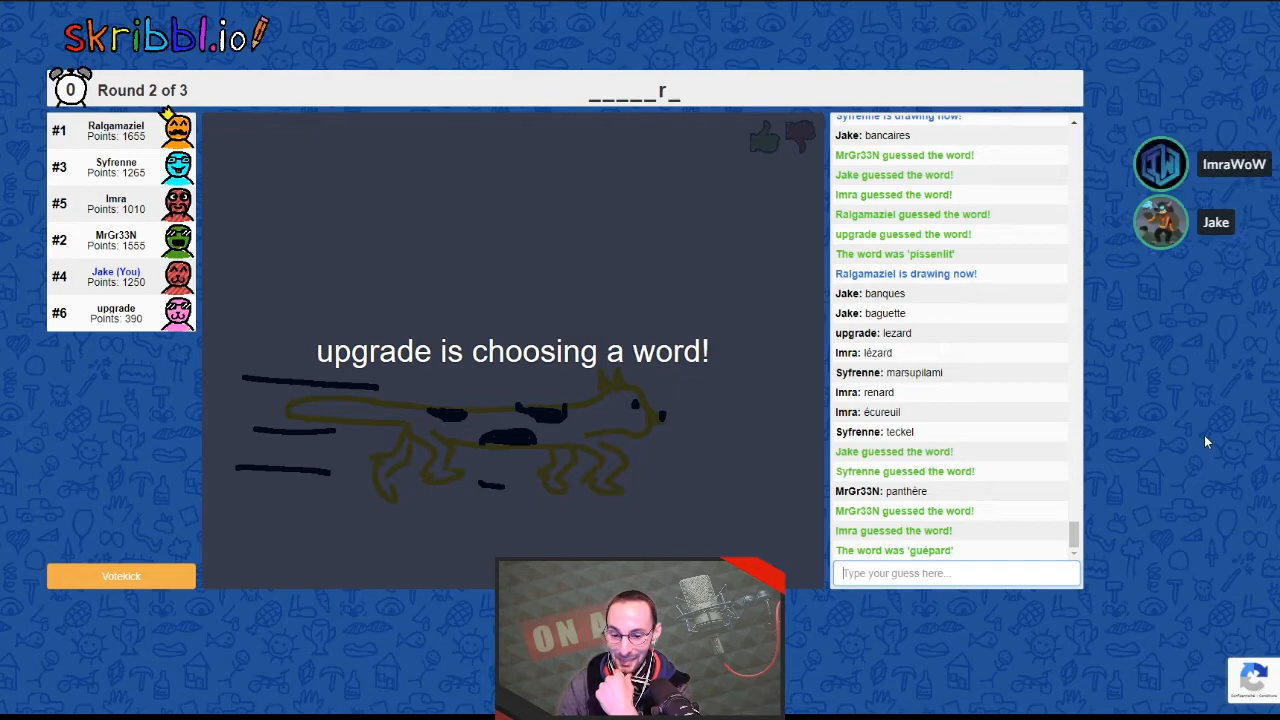 skribbl.io
0
Round 2 of 3
_____r_
#1
Ralgamaziel
Points: 1655
#3
Syfrenne
Points: 1265
#5
Imra
Points: 1010
#2
MrGr33N
Points: 1555
#4
Jake (You)
Points: 1250
#6
upgrade
Points: 390
Votekick
upgrade is choosing a word!
Syfrenne is drawing now!
Jake: bancaires
MrGr33N guessed the word!
Jake guessed the word!
Imra guessed the word!
Ralgamaziel guessed the word!
upgrade guessed the word!
The word was 'pissenlit'
Ralgamaziel is drawing now!
Jake: banques
Jake: baguette
upgrade: lezard
Imra: lézard
Syfrenne: marsupilami
Imra: renard
Imra: écureuil
Syfrenne: teckel
Jake guessed the word!
Syfrenne guessed the word!
MrGr33N: panthère
MrGr33N guessed the word!
Imra guessed the word!
The word was 'guépard'
Type your guess here...
ImraWoW
Jake
ON A